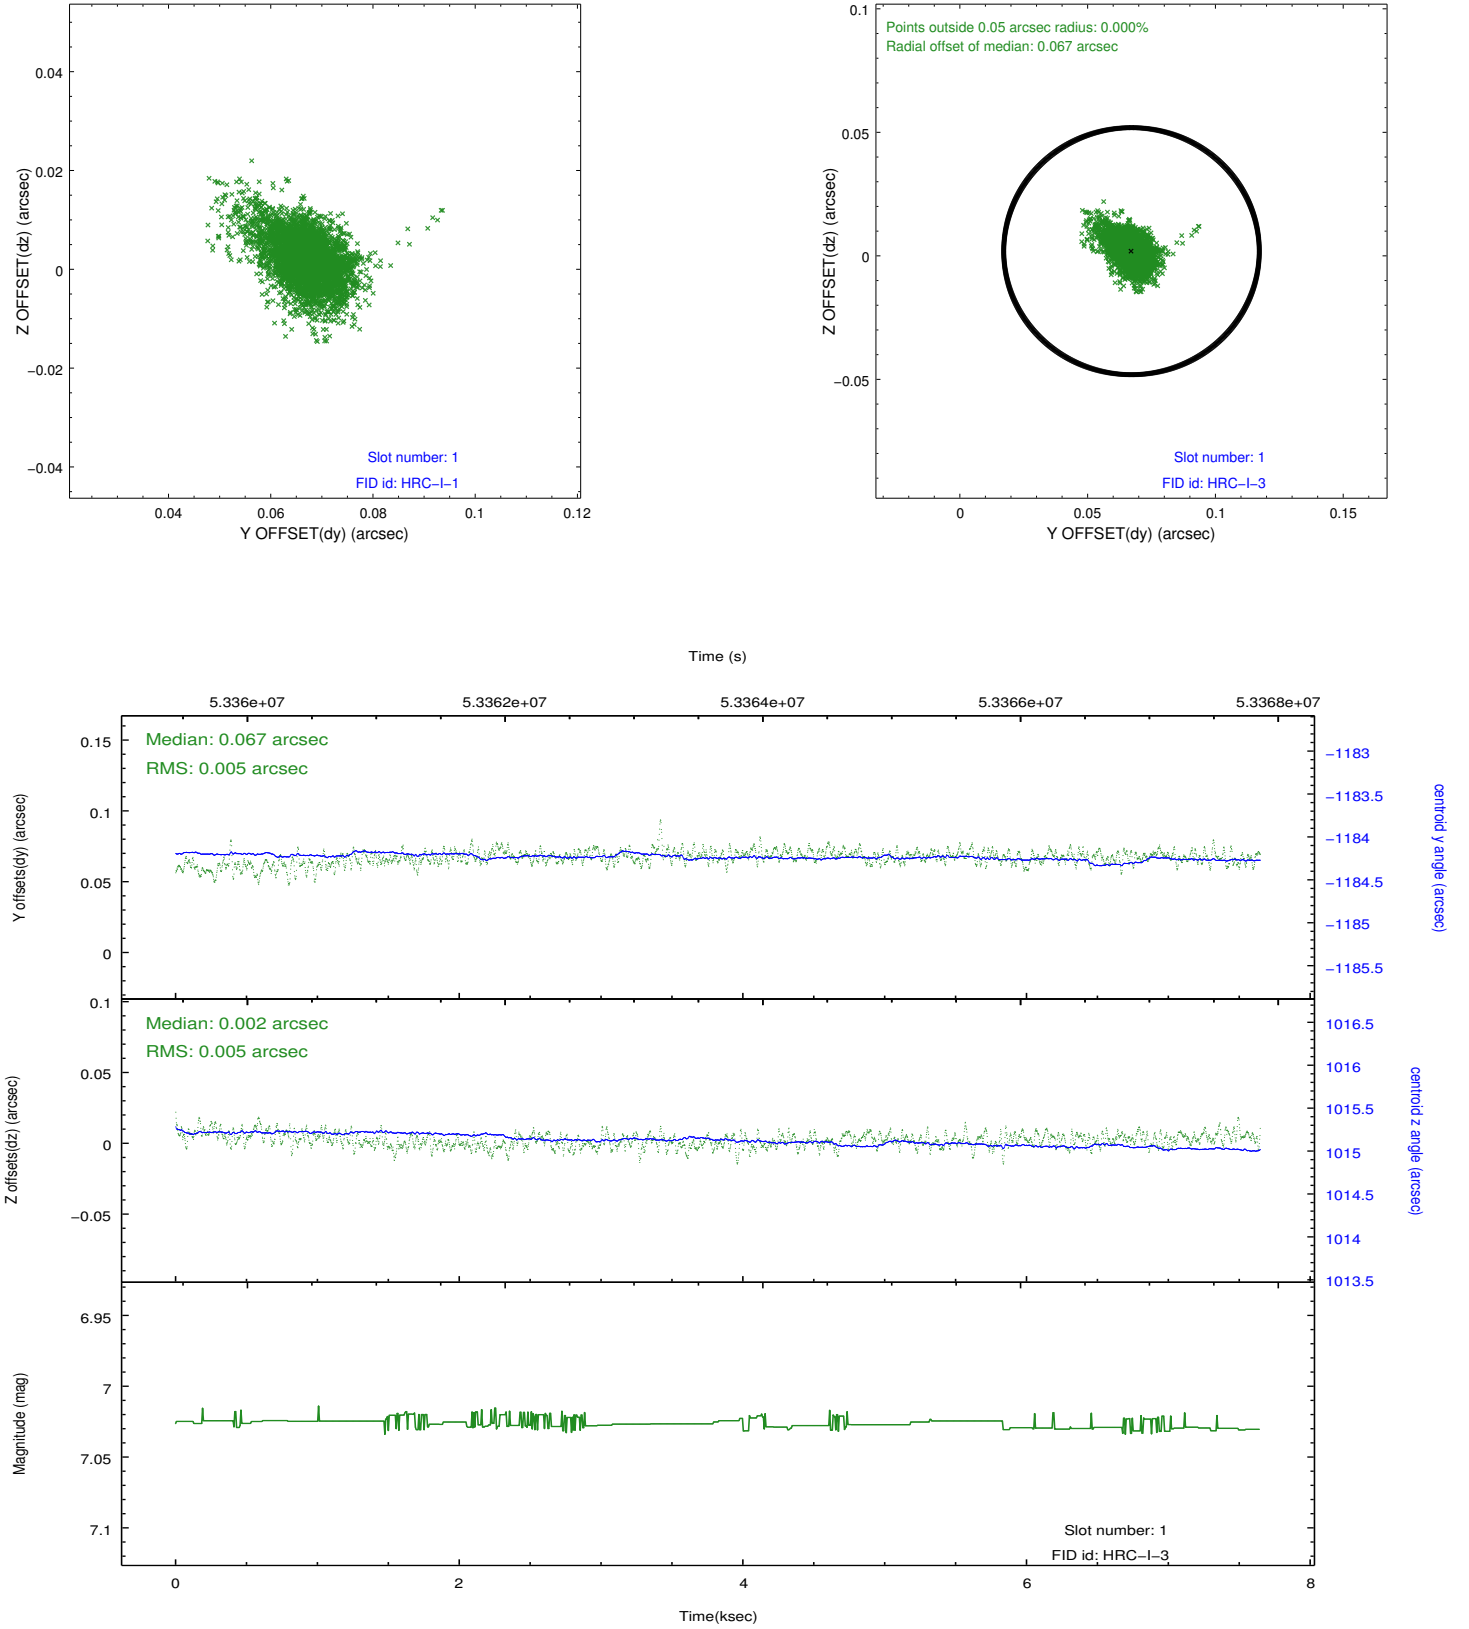 0.04
0.02
0
−0.02
−0.04
Z OFFSET(dz) (arcsec)
Slot number: 1
FID id: HRC−I−1
0.04
0.06
0.08
0.1
0.12
Y OFFSET(dy) (arcsec)
0.1
0.05
0
−0.05
Z OFFSET(dz) (arcsec)
Points outside 0.05 arcsec radius: 0.000%
Radial offset of median: 0.067 arcsec
Slot number: 1
FID id: HRC−I−3
0
0.05
0.1
0.15
Y OFFSET(dy) (arcsec)
Time (s)
5.336e+07
5.3362e+07
5.3364e+07
5.3366e+07
5.3368e+07
Median: 0.067 arcsec
RMS: 0.005 arcsec
0.15
0.1
0.05
0
Y offsets(dy) (arcsec)
−1183
−1183.5
−1184
−1184.5
−1185
−1185.5
centroid y angle (arcsec)
Median: 0.002 arcsec
RMS: 0.005 arcsec
0.1
0.05
0
−0.05
Z offsets(dz) (arcsec)
1016.5
1016
1015.5
1015
1014.5
1014
1013.5
centroid z angle (arcsec)
6.95
7
7.05
7.1
Magnitude (mag)
Slot number: 1
FID id: HRC−I−3
0
2
4
6
8
Time(ksec)